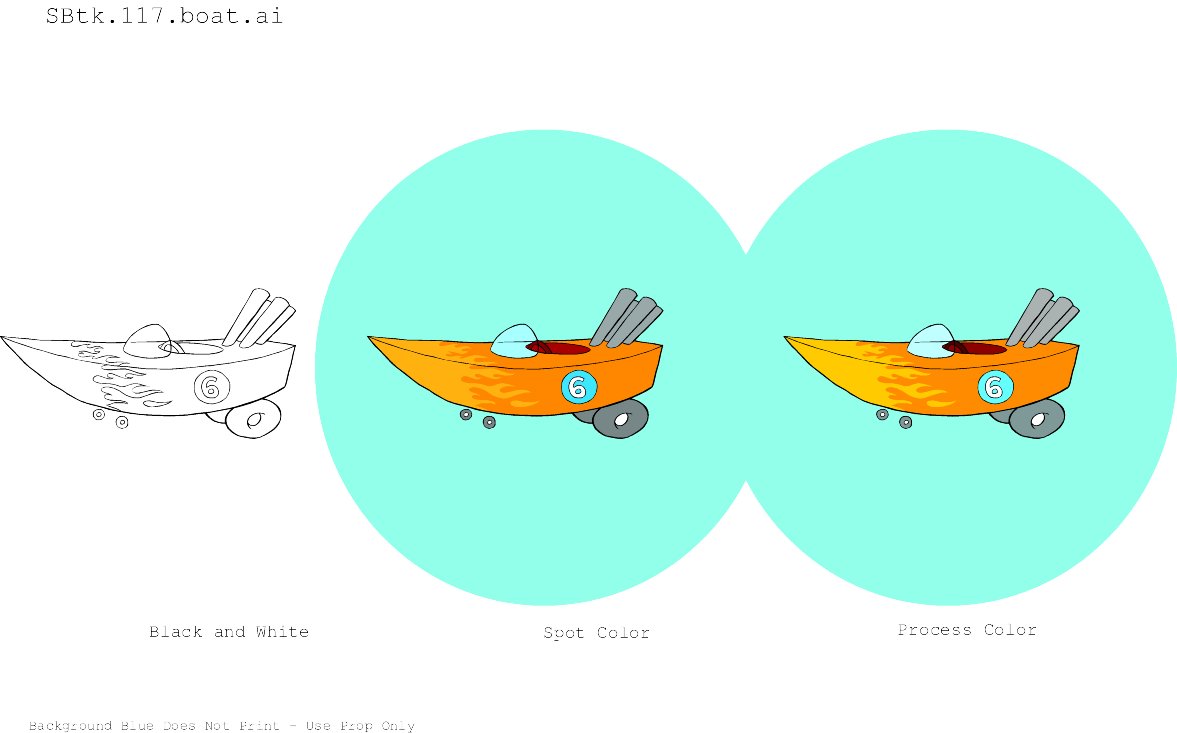 SBtk.117.boat.ai
6
6
6
Black and White
Spot Color
Process Color
Background Blue Does Not Print - Use Prop Only